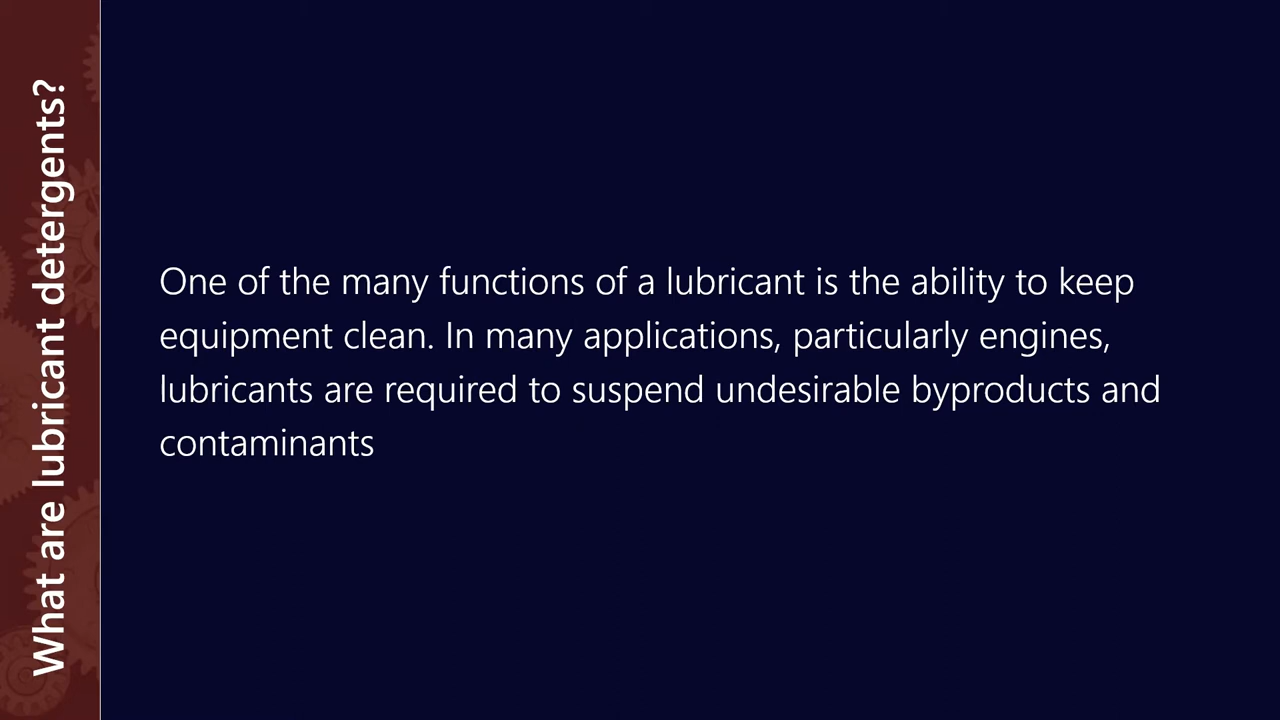 What are lubricant detergents?
One of the many functions of a lubricant is the ability to keep
equipment clean. In many applications, particularly engines,
lubricants are required to suspend undesirable byproducts and
contaminants